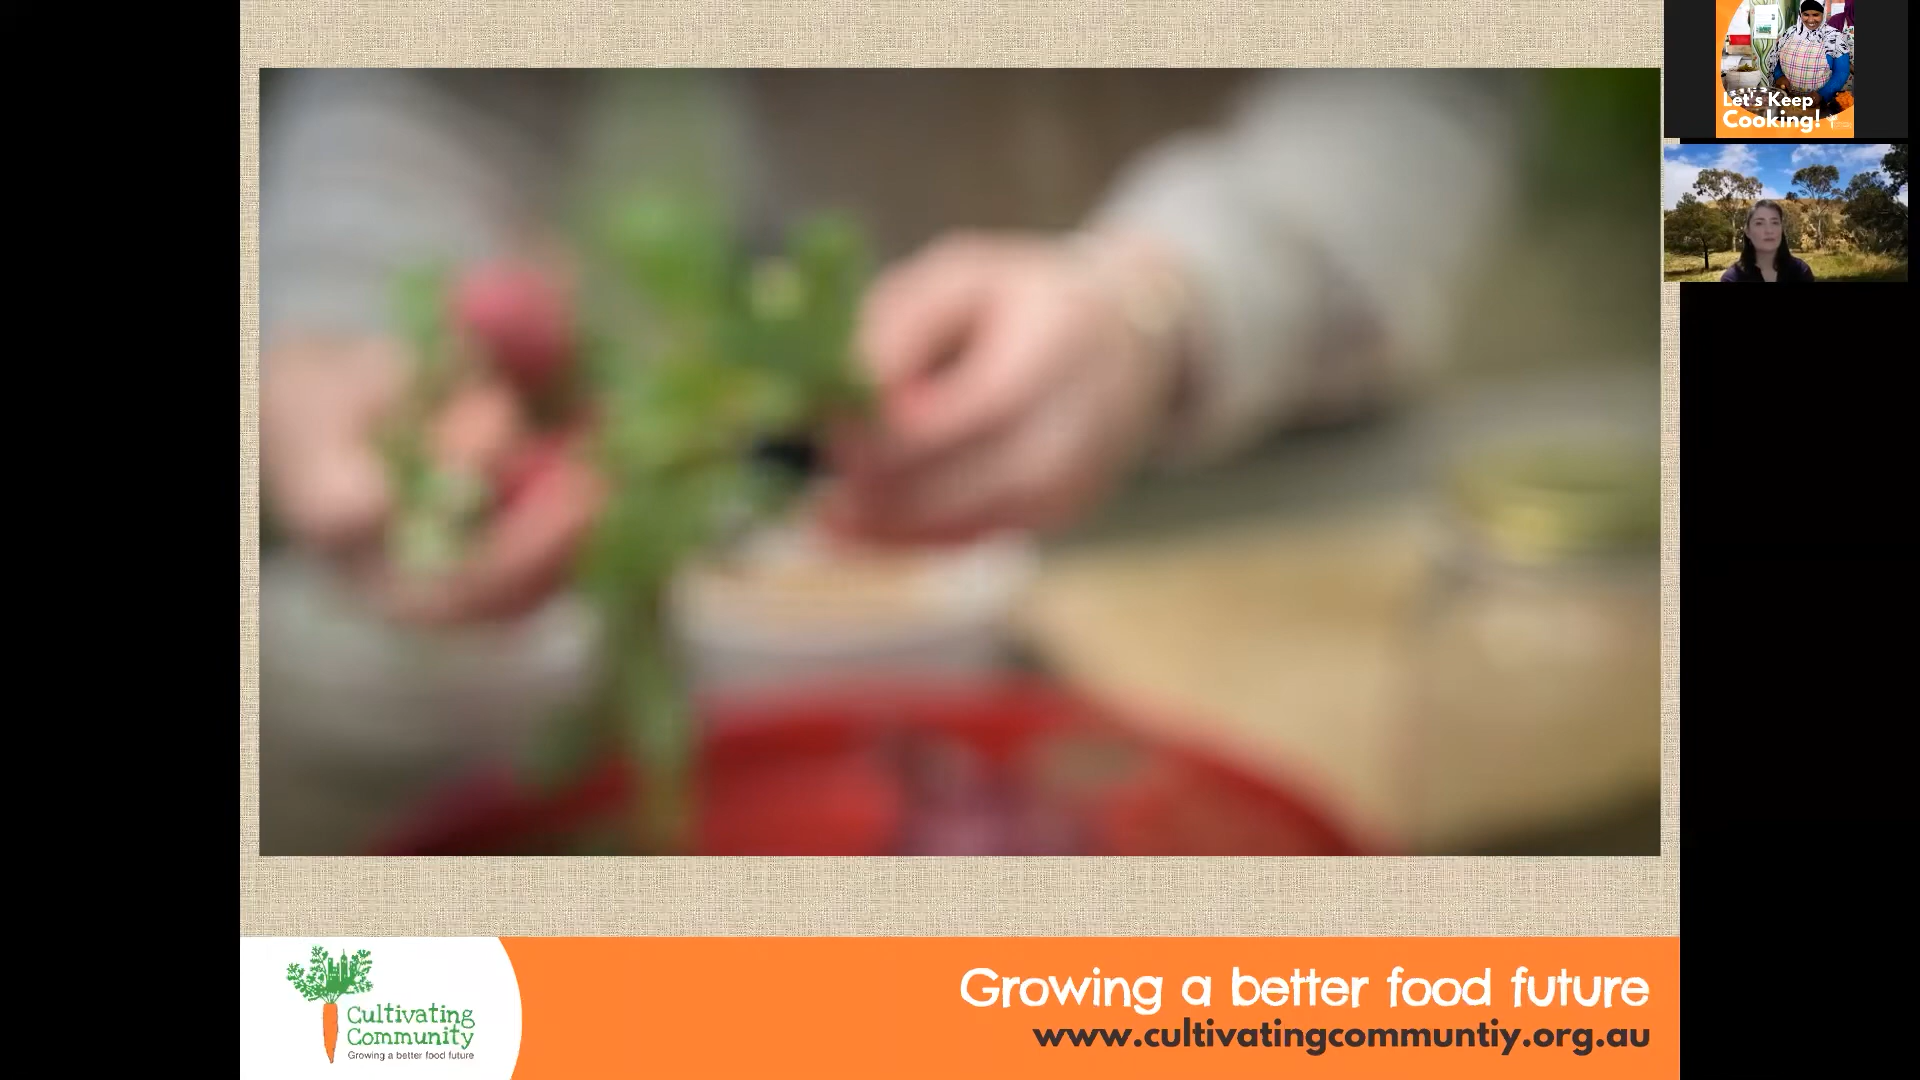 Let's Keep
Cooking!
Cultivating
Community
Growing a better food future
Growing a better food future
www.cultivatingcommuntiy.org.au